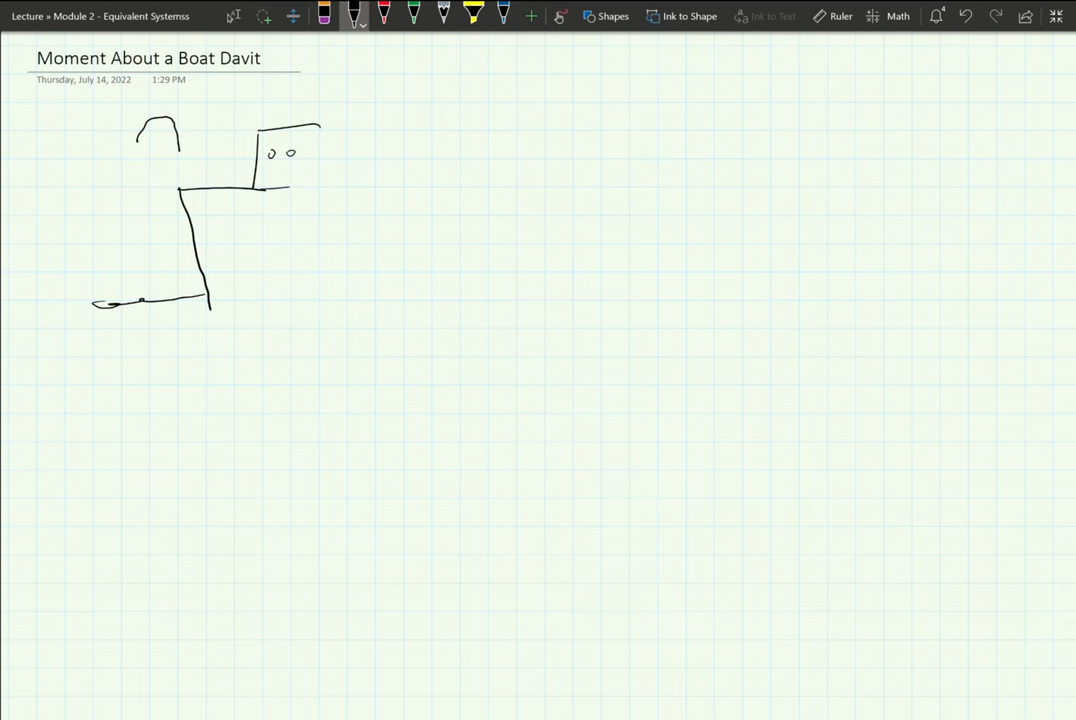 Lecture » Module 2 - Equivalent Systemss
Shapes
Ink to Shape
Ink to Text
Ruler
Math
4
Moment About a Boat Davit
Thursday, July 14, 2022 1:29 PM